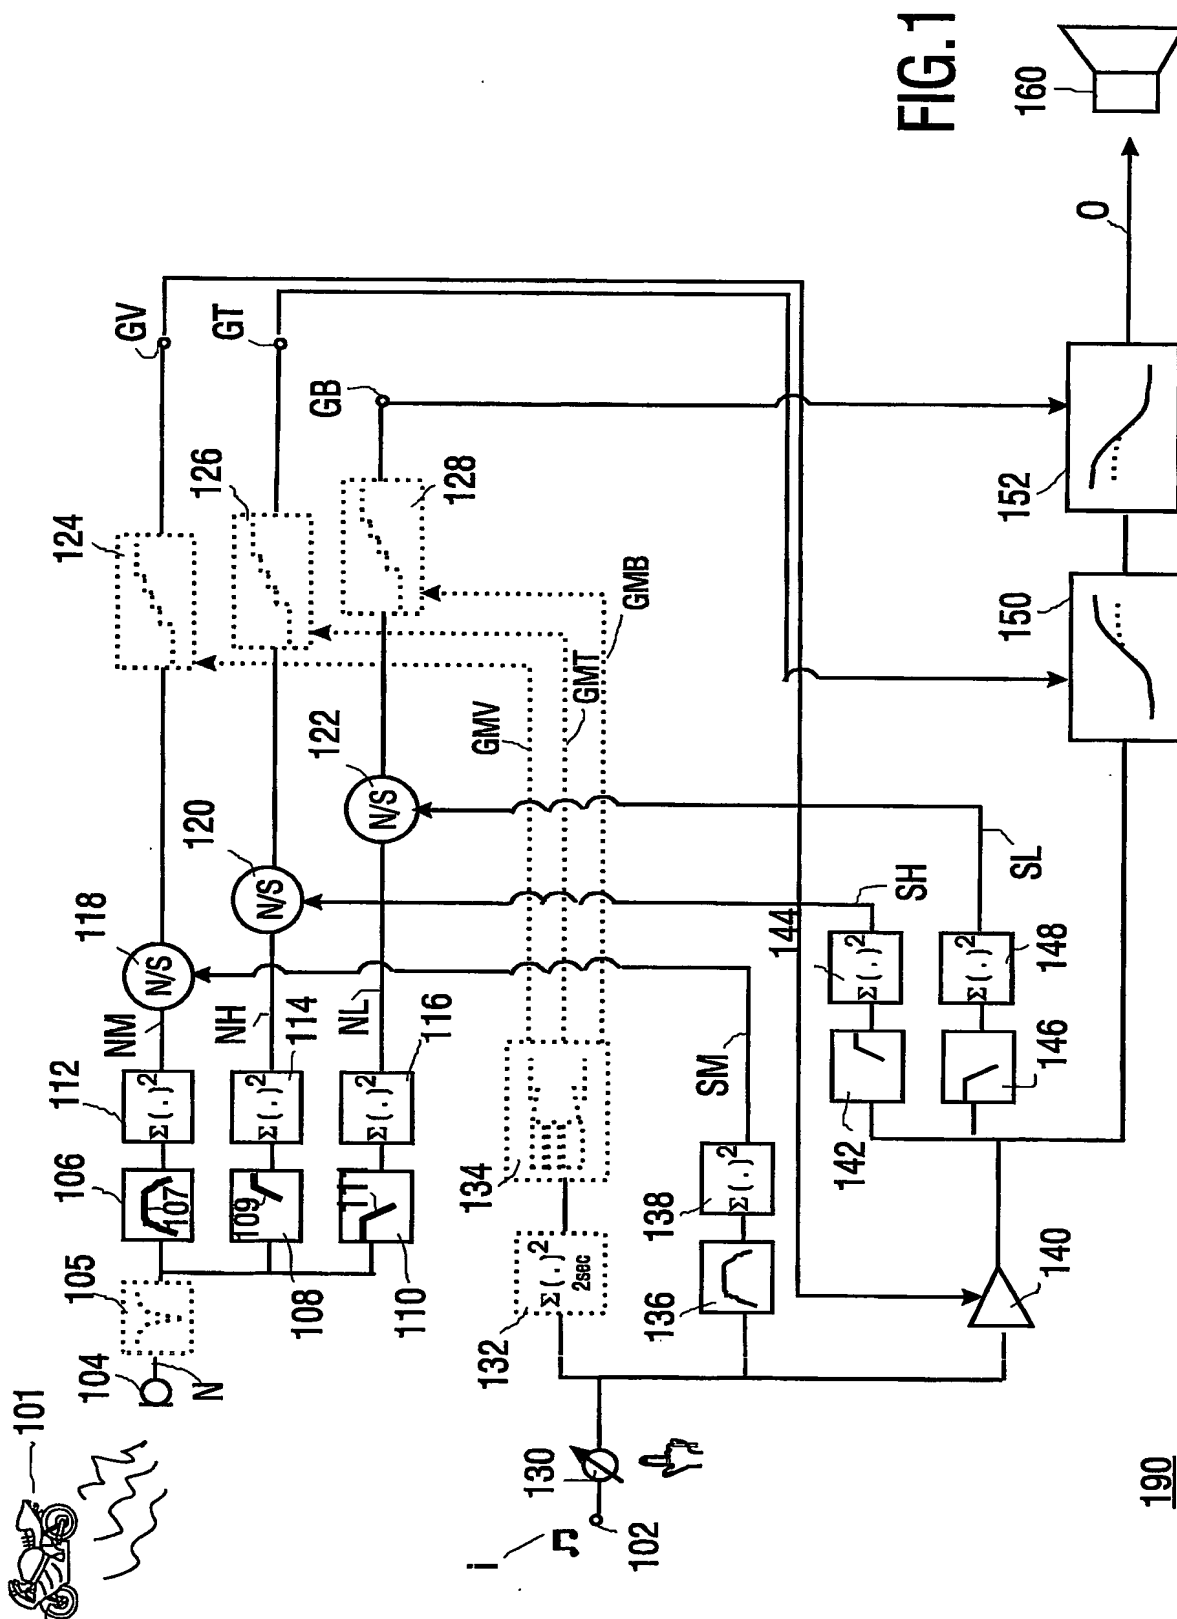 FIG.1
101
104
N
105
106
107
108
109
110
111
112
NM
114
NH
116
NL
118
N/S
120
N/S
122
N/S
124
GV
126
GT
128
GB
Σ(.)²
Σ(.)²
Σ(.)²
i
102
130
132
Σ(.)²
2sec
134
GMV
GMT
GMB
136
138
Σ(.)²
SM
140
142
144
Σ(.)²
SH
146
148
Σ(.)²
SL
150
152
O
160
190